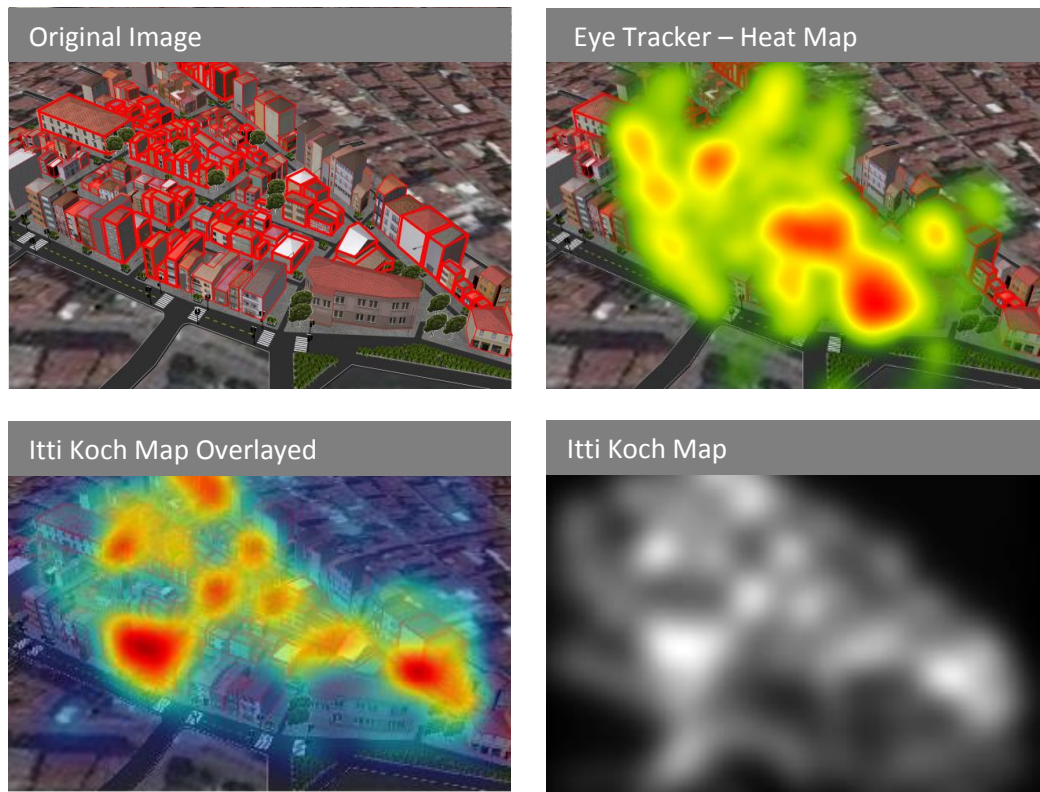 Original Image
Eye Tracker – Heat Map
Itti Koch Map Overlayed
Itti Koch Map